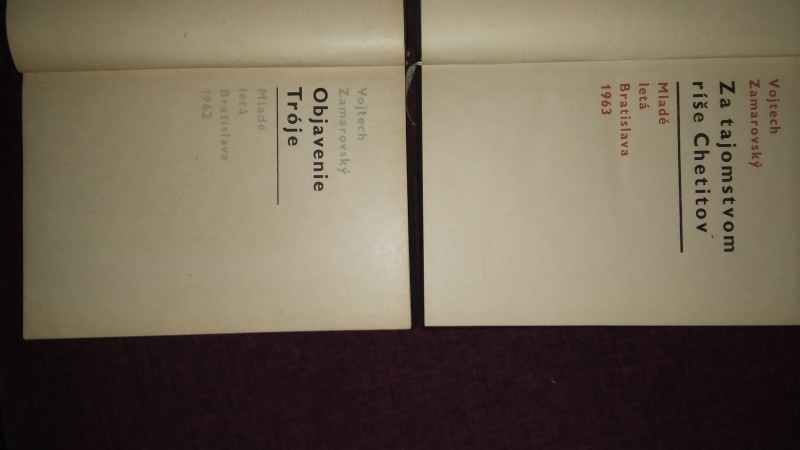 Vojtech
Zamarovský
Objavenie
Tróje
Mladé
letá
Bratislava
1962
Vojtech
Zamarovský
Za tajomstvom
ríše Chetitov
Mladé
letá
Bratislava
1963